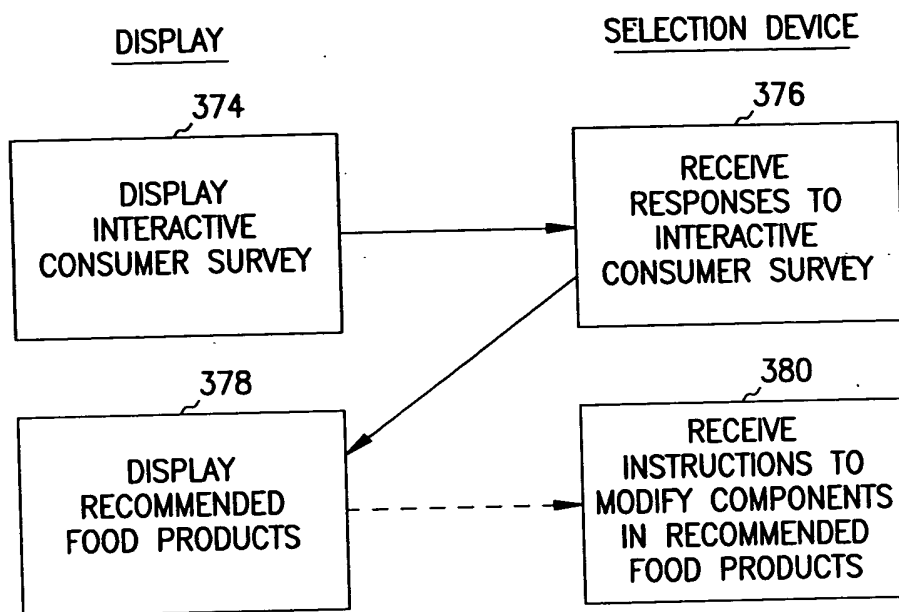 DISPLAY
SELECTION DEVICE
374
376
DISPLAY
INTERACTIVE
CONSUMER SURVEY
RECEIVE
RESPONSES TO
INTERACTIVE
CONSUMER SURVEY
378
380
DISPLAY
RECOMMENDED
FOOD PRODUCTS
RECEIVE
INSTRUCTIONS TO
MODIFY COMPONENTS
IN RECOMMENDED
FOOD PRODUCTS